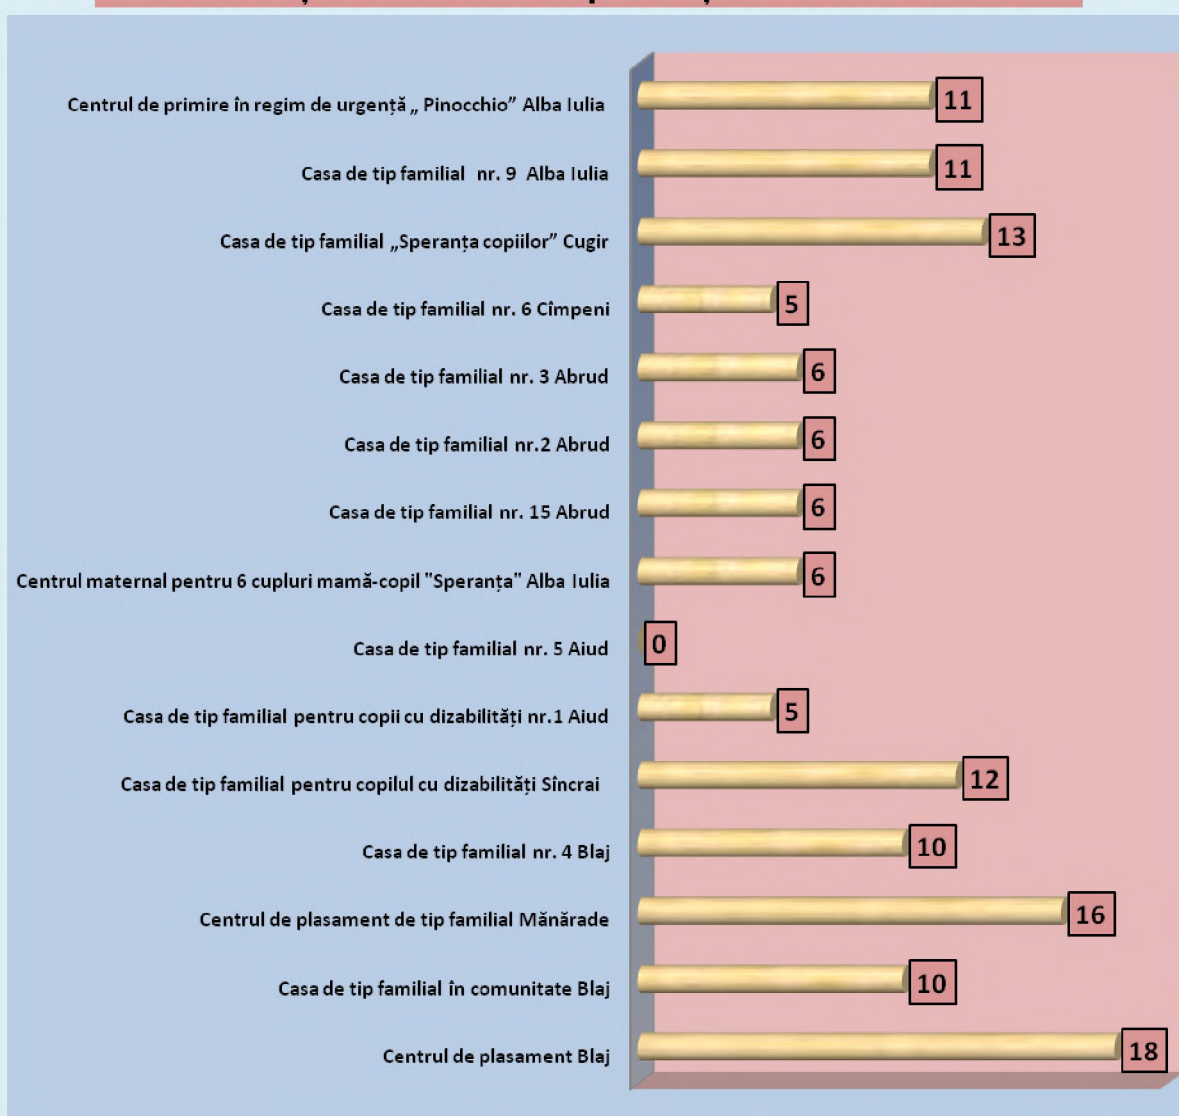 Centrul de primire în regim de urgență „ Pinocchio” Alba Iulia 11
Casa de tip familial nr. 9 Alba Iulia 11
Casa de tip familial „Speranța copiilor” Cugir 13
Casa de tip familial nr. 6 Cîmpeni 5
Casa de tip familial nr. 3 Abrud 6
Casa de tip familial nr.2 Abrud 6
Casa de tip familial nr. 15 Abrud 6
Centrul maternal pentru 6 cupluri mamă-copil "Speranța" Alba Iulia 6
Casa de tip familial nr. 5 Aiud 0
Casa de tip familial pentru copii cu dizabilități nr.1 Aiud 5
Casa de tip familial pentru copilul cu dizabilități Sîncrai 12
Casa de tip familial nr. 4 Blaj 10
Centrul de plasament de tip familial Mănărade 16
Casa de tip familial în comunitate Blaj 10
Centrul de plasament Blaj 18